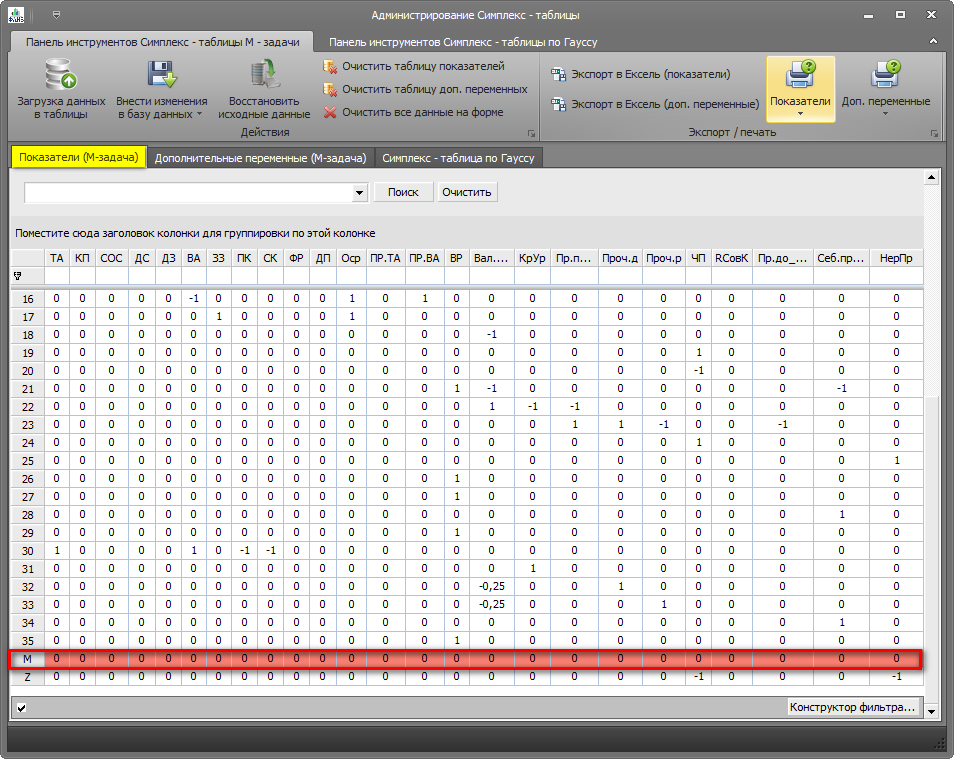 Администрирование Симплекс - таблицы
Панель инструментов Симплекс - таблицы М - задачи Панель инструментов Симплекс - таблицы по Гауссу
Загрузка данных в таблицы
Внести изменения в базу данных
Восстановить исходные данные
Очистить таблицу показателей
Очистить таблицу доп. переменных
Очистить все данные на форме
Действия
Экспорт в Ексель (показатели)
Экспорт в Ексель (доп. переменные)
Показатели
Доп. переменные
Экспорт / печать
Показатели (М-задача) Дополнительные переменные (М-задача) Симплекс - таблица по Гауссу
Поиск Очистить
Поместите сюда заголовок колонки для группировки по этой колонке
ТА КП СОС ДС ДЗ ВА ЗЗ ПК СК ФР ДП Оср ПР.ТА ПР.ВА ВР Вал.... КрУр Пр.п... Проч.д Проч.р ЧП RСовК Пр.до_... Себ.пр... НерПр
16 0 0 0 0 0 -1 0 0 0 0 0 1 0 1 0 0 0 0 0 0 0 0 0 0 0
17 0 0 0 0 0 0 1 0 0 0 0 1 0 0 0 0 0 0 0 0 0 0 0 0 0
18 0 0 0 0 0 0 0 0 0 0 0 0 0 0 0 -1 0 0 0 0 0 0 0 0 0
19 0 0 0 0 0 0 0 0 0 0 0 0 0 0 0 0 0 0 0 0 1 0 0 0 0
20 0 0 0 0 0 0 0 0 0 0 0 0 0 0 0 0 0 0 0 0 -1 0 0 0 0
21 0 0 0 0 0 0 0 0 0 0 0 0 0 0 1 -1 0 0 0 0 0 0 0 -1 0
22 0 0 0 0 0 0 0 0 0 0 0 0 0 0 0 1 -1 -1 0 0 0 0 0 0 0
23 0 0 0 0 0 0 0 0 0 0 0 0 0 0 0 0 0 1 1 -1 0 0 -1 0 0
24 0 0 0 0 0 0 0 0 0 0 0 0 0 0 0 0 0 0 0 0 1 0 0 0 0
25 0 0 0 0 0 0 0 0 0 0 0 0 0 0 0 0 0 0 0 0 0 0 0 0 1
26 0 0 0 0 0 0 0 0 0 0 0 0 0 0 1 0 0 0 0 0 0 0 0 0 0
27 0 0 0 0 0 0 0 0 0 0 0 0 0 0 1 0 0 0 0 0 0 0 0 0 0
28 0 0 0 0 0 0 0 0 0 0 0 0 0 0 0 0 0 0 0 0 0 0 0 1 0
29 0 0 0 0 0 0 0 0 0 0 0 0 0 0 1 0 0 0 0 0 0 0 0 0 0
30 1 0 0 0 0 1 0 -1 -1 0 0 0 0 0 0 0 0 0 0 0 0 0 0 0 0
31 0 0 0 0 0 0 0 0 0 0 0 0 0 0 0 0 1 0 0 0 0 0 0 0 0
32 0 0 0 0 0 0 0 0 0 0 0 0 0 0 0 -0,25 0 0 1 0 0 0 0 0 0
33 0 0 0 0 0 0 0 0 0 0 0 0 0 0 0 -0,25 0 0 0 1 0 0 0 0 0
34 0 0 0 0 0 0 0 0 0 0 0 0 0 0 0 0 0 0 0 0 0 0 0 1 0
35 0 0 0 0 0 0 0 0 0 0 0 0 0 0 1 0 0 0 0 0 0 0 0 0 0
М 0 0 0 0 0 0 0 0 0 0 0 0 0 0 0 0 0 0 0 0 0 0 0 0 0
Z 0 0 0 0 0 0 0 0 0 0 0 0 0 0 0 0 0 0 0 0 -1 0 0 0 -1
Конструктор фильтра...